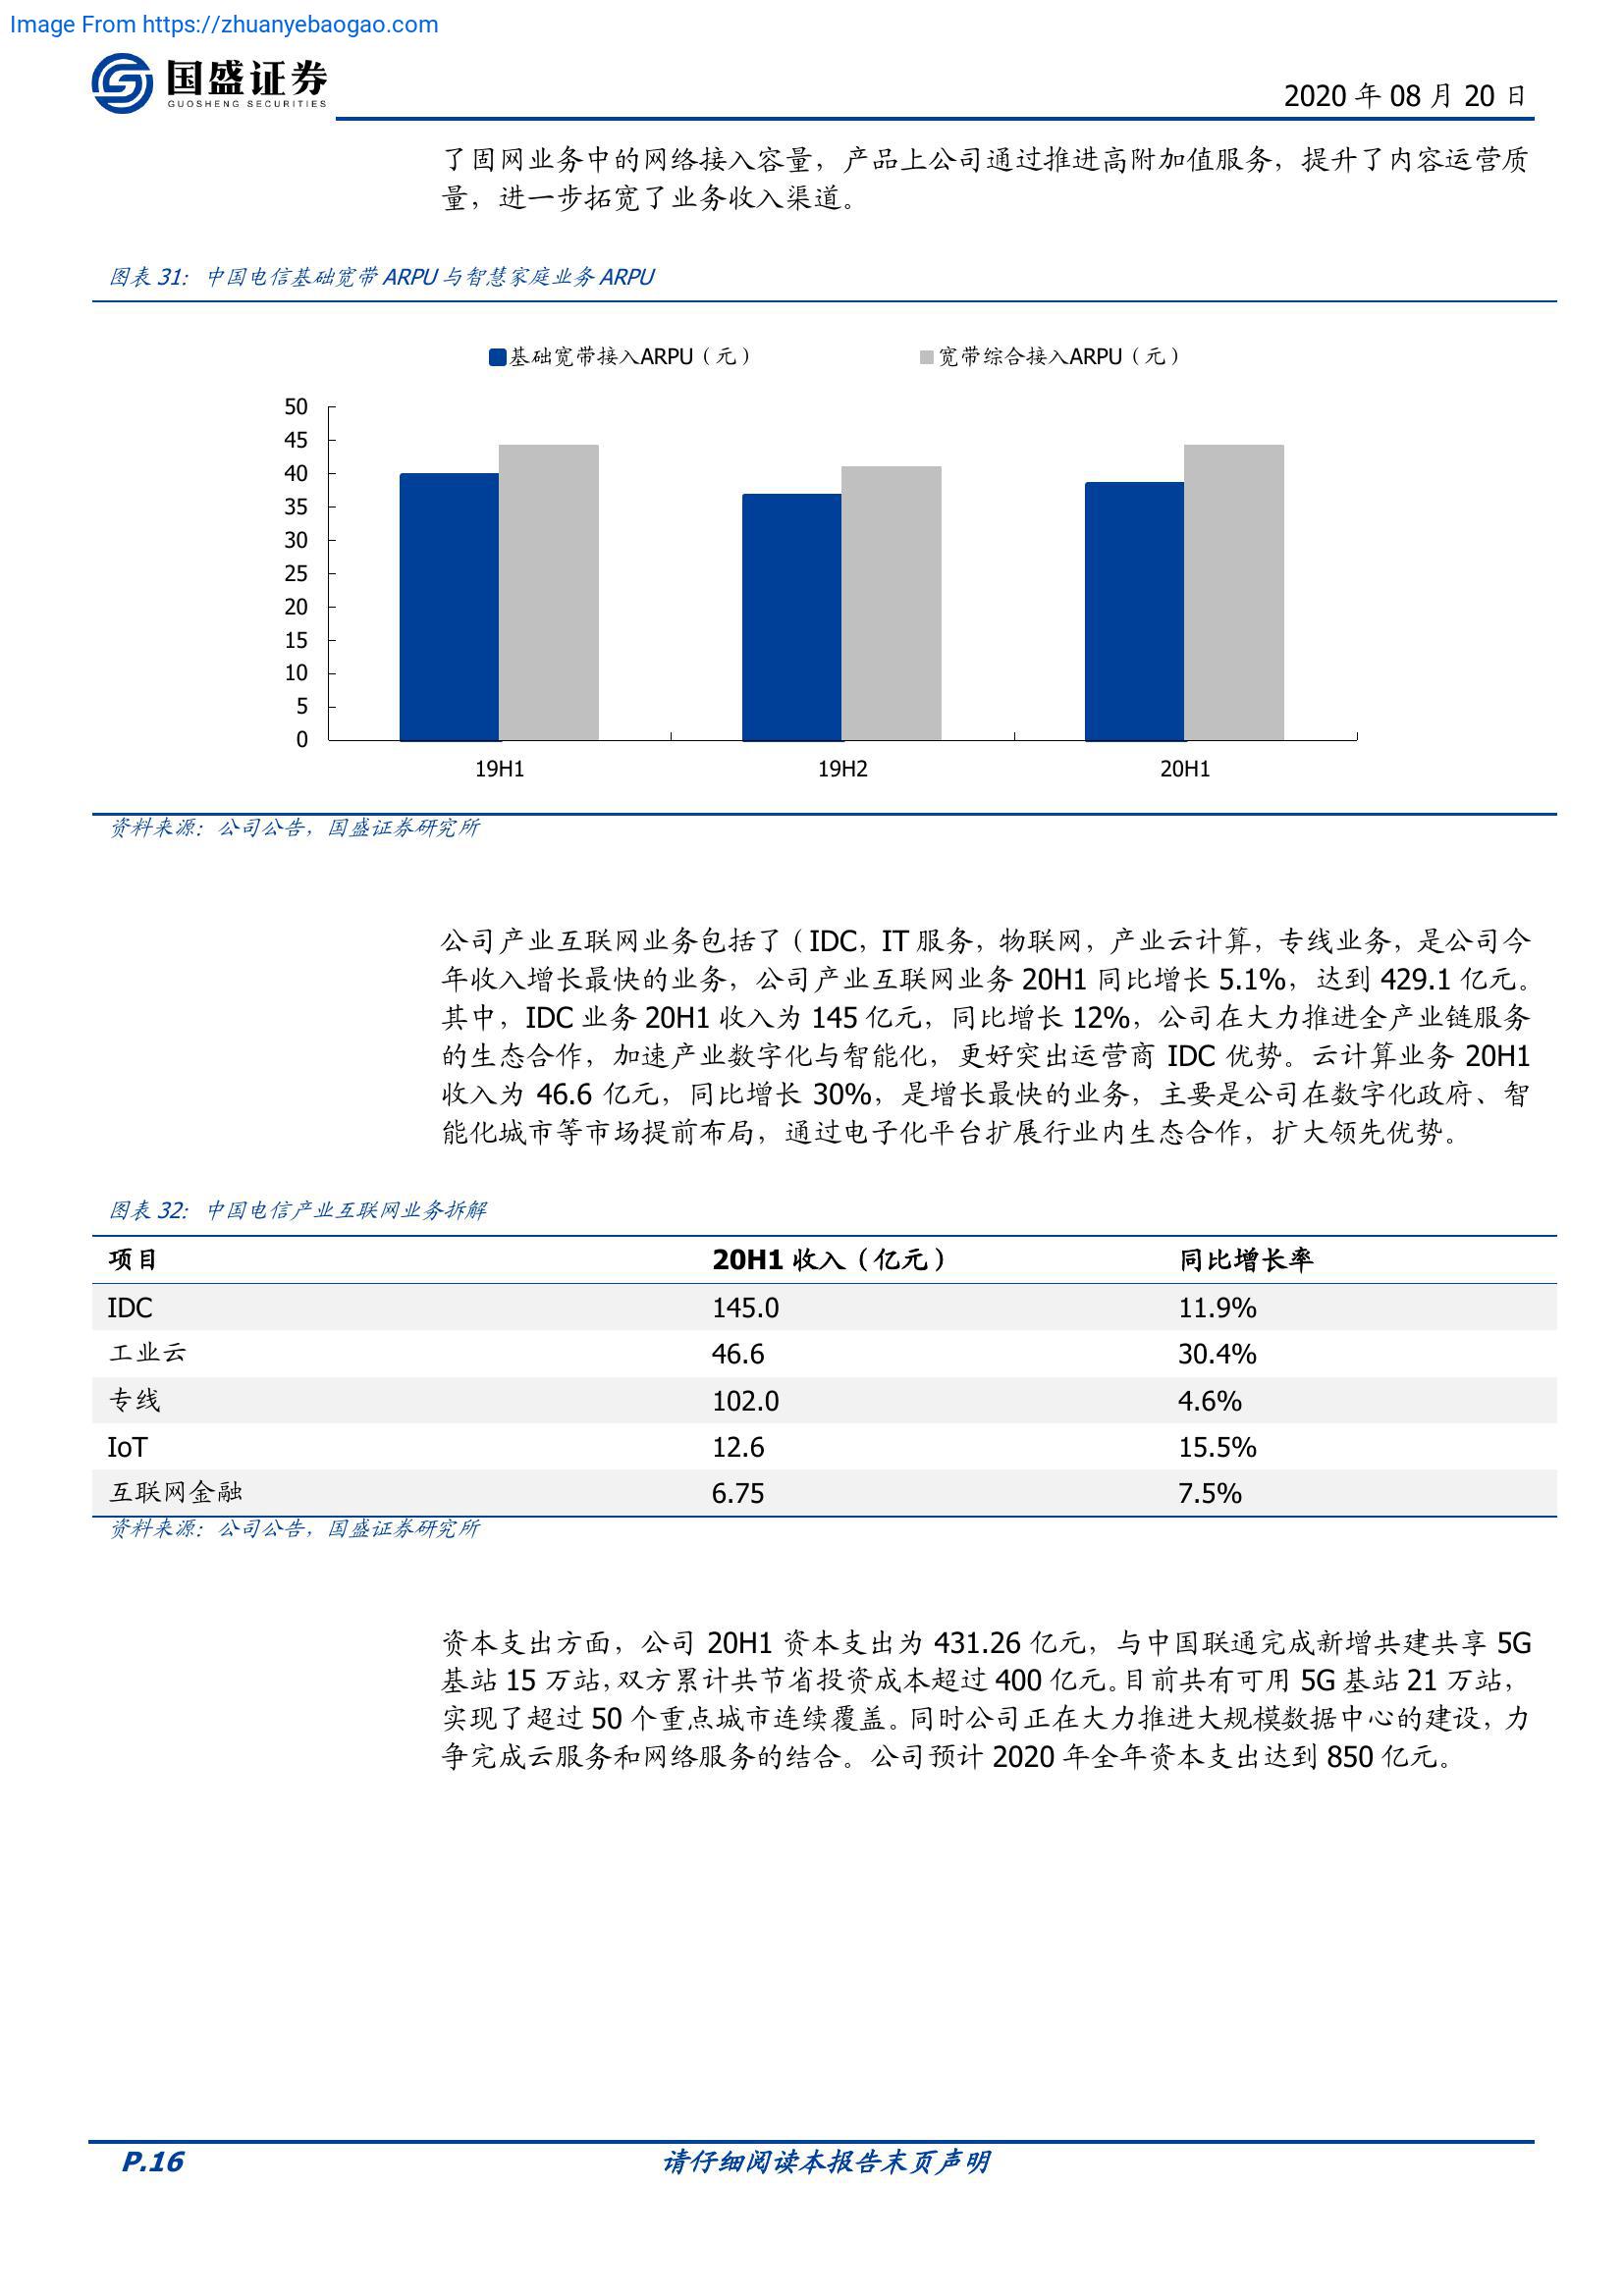 Image From https://zhuanyebaogao.com
国盛证券
GUOSHENG SECURITIES
2020 年 08 月 20 日
了固网业务中的网络接入容量，产品上公司通过推进高附加值服务，提升了内容运营质
量，进一步拓宽了业务收入渠道。
图表 31: 中国电信基础宽带 ARPU 与智慧家庭业务 ARPU
基础宽带接入ARPU（元） 宽带综合接入ARPU（元）
50
45
40
35
30
25
20
15
10
5
0
19H1 19H2 20H1
资料来源：公司公告，国盛证券研究所
公司产业互联网业务包括了（IDC，IT 服务，物联网，产业云计算，专线业务，是公司今
年收入增长最快的业务，公司产业互联网业务 20H1 同比增长 5.1%，达到 429.1 亿元。
其中，IDC 业务 20H1 收入为 145 亿元，同比增长 12%，公司在大力推进全产业链服务
的生态合作，加速产业数字化与智能化，更好突出运营商 IDC 优势。云计算业务 20H1
收入为 46.6 亿元，同比增长 30%，是增长最快的业务，主要是公司在数字化政府、智
能化城市等市场提前布局，通过电子化平台扩展行业内生态合作，扩大领先优势。
图表 32: 中国电信产业互联网业务拆解
项目 20H1 收入（亿元） 同比增长率
IDC 145.0 11.9%
工业云 46.6 30.4%
专线 102.0 4.6%
IoT 12.6 15.5%
互联网金融 6.75 7.5%
资料来源：公司公告，国盛证券研究所
资本支出方面，公司 20H1 资本支出为 431.26 亿元，与中国联通完成新增共建共享 5G
基站 15 万站，双方累计共节省投资成本超过 400 亿元。目前共有可用 5G 基站 21 万站，
实现了超过 50 个重点城市连续覆盖。同时公司正在大力推进大规模数据中心的建设，力
争完成云服务和网络服务的结合。公司预计 2020 年全年资本支出达到 850 亿元。
P.16 请仔细阅读本报告末页声明